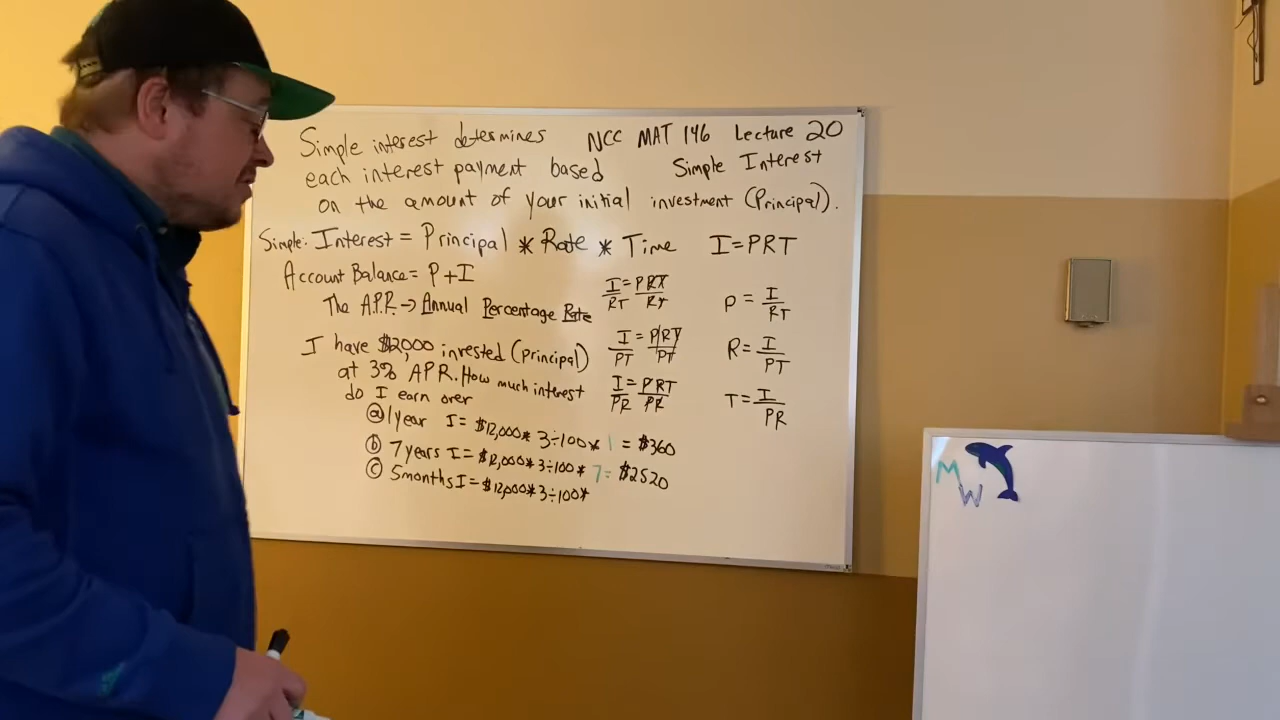 Simple interest determines NCC MAT 146 Lecture 20
each interest payment based Simple Interest
on the amount of your initial investment (Principal).
Simple: Interest = Principal * Rate * Time I = PRT
Account Balance = P + I
The A.P.R. → Annual Percentage Rate
I/RT = PRT/RT P = I/RT
I/PT = PRT/PT R = I/PT
I/PR = PRT/PR T = I/PR
I have $12,000 invested (principal)
at 3% APR. How much interest
do I earn over
(a) 1 year I = $12,000 * 3÷100 * 1 = $360
(b) 7 years I = $12,000 * 3÷100 * 7 = $2520
(c) 5 months I = $12,000 * 3÷100 *
M
W